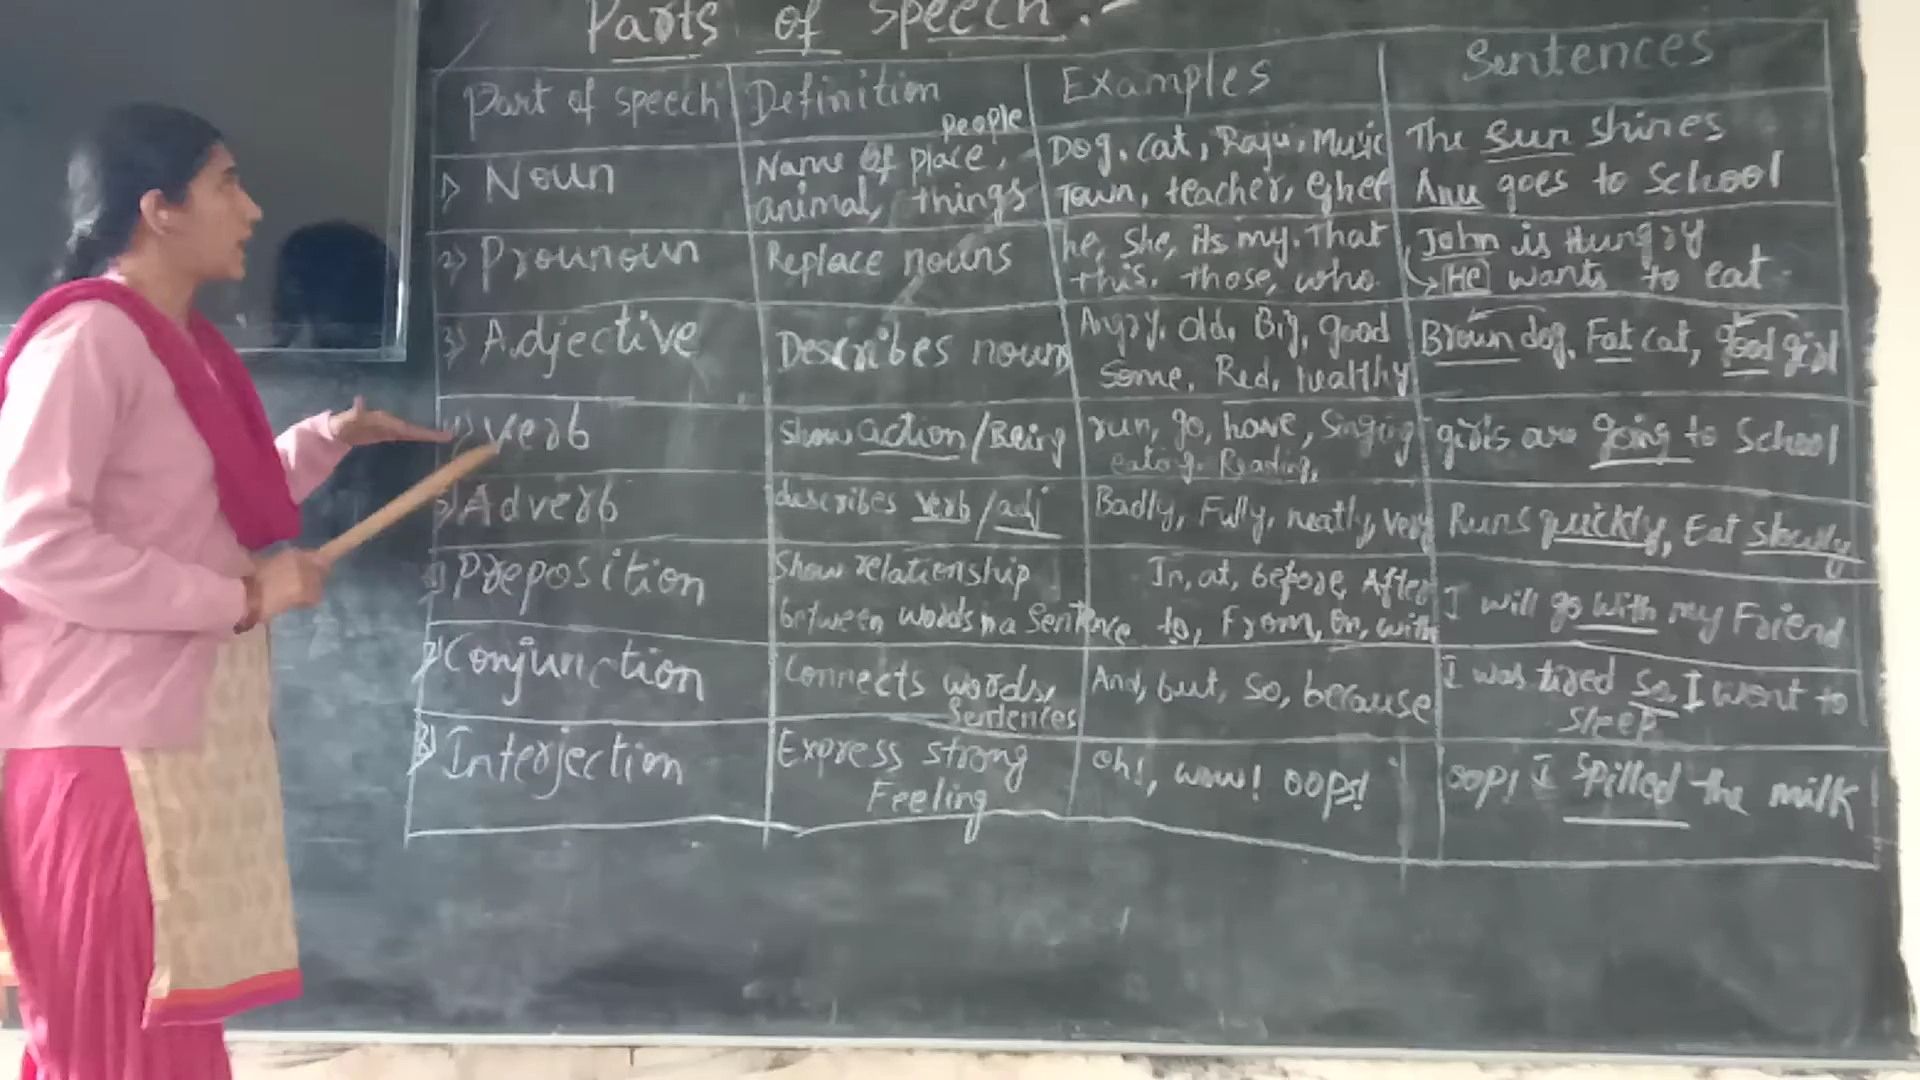 Parts of speech :-
Part of speech Definition Examples Sentences
1) Noun Name of place, people Dog, Cat, Raju, Music The Sun Shines
animal, things Town, teacher, Anu goes to School
2) Prounoun Replace nouns he, She, its my. That John is Hungry
this. those, who. He wants to eat.
3) Adjective Describes nouns Angry, Old, Big, good Brown dog, Fat cat, good girl
Some, Red, healthy
4) Verb Show action/Being run, go, have, Singing girls are going to School
eating. Reading,
5) Adverb describes verb/adj Badly, Fully, neatly, very Runs quickly, Eat slowly
6) Preposition Show relationship In, at, before, After I will go with my Friend
between words in a Sentence to, From, on, with
7) Conjunction Connects words, And, but, So, because I was tired So I went to
Sentences Sleep
8) Interjection Express strong Oh!, wow! Oops! Oop! I Spilled the milk
Feeling